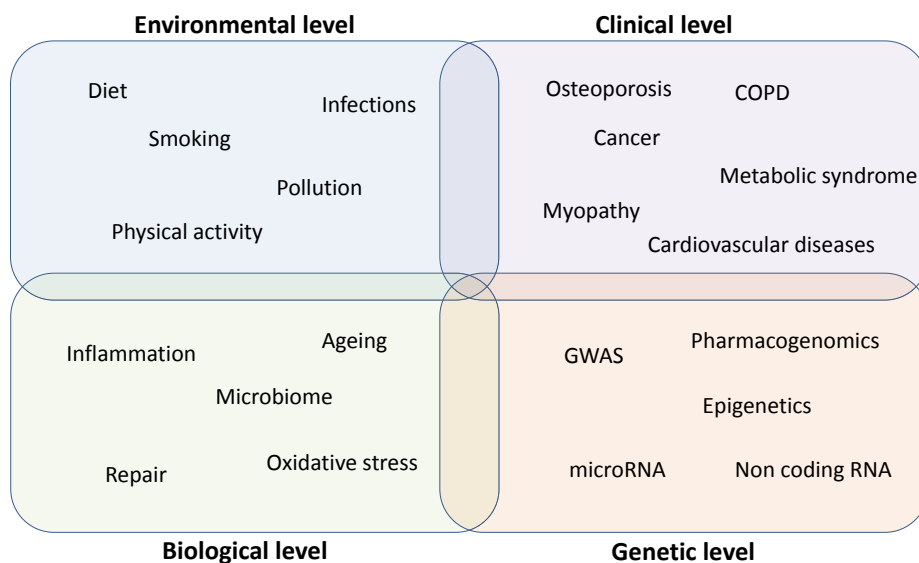 Environmental level
Clinical level
Diet
Infections
Smoking
Pollution
Physical activity
Osteoporosis
COPD
Cancer
Metabolic syndrome
Myopathy
Cardiovascular diseases
Inflammation
Ageing
Microbiome
Repair
Oxidative stress
GWAS
Pharmacogenomics
Epigenetics
microRNA
Non coding RNA
Biological level
Genetic level